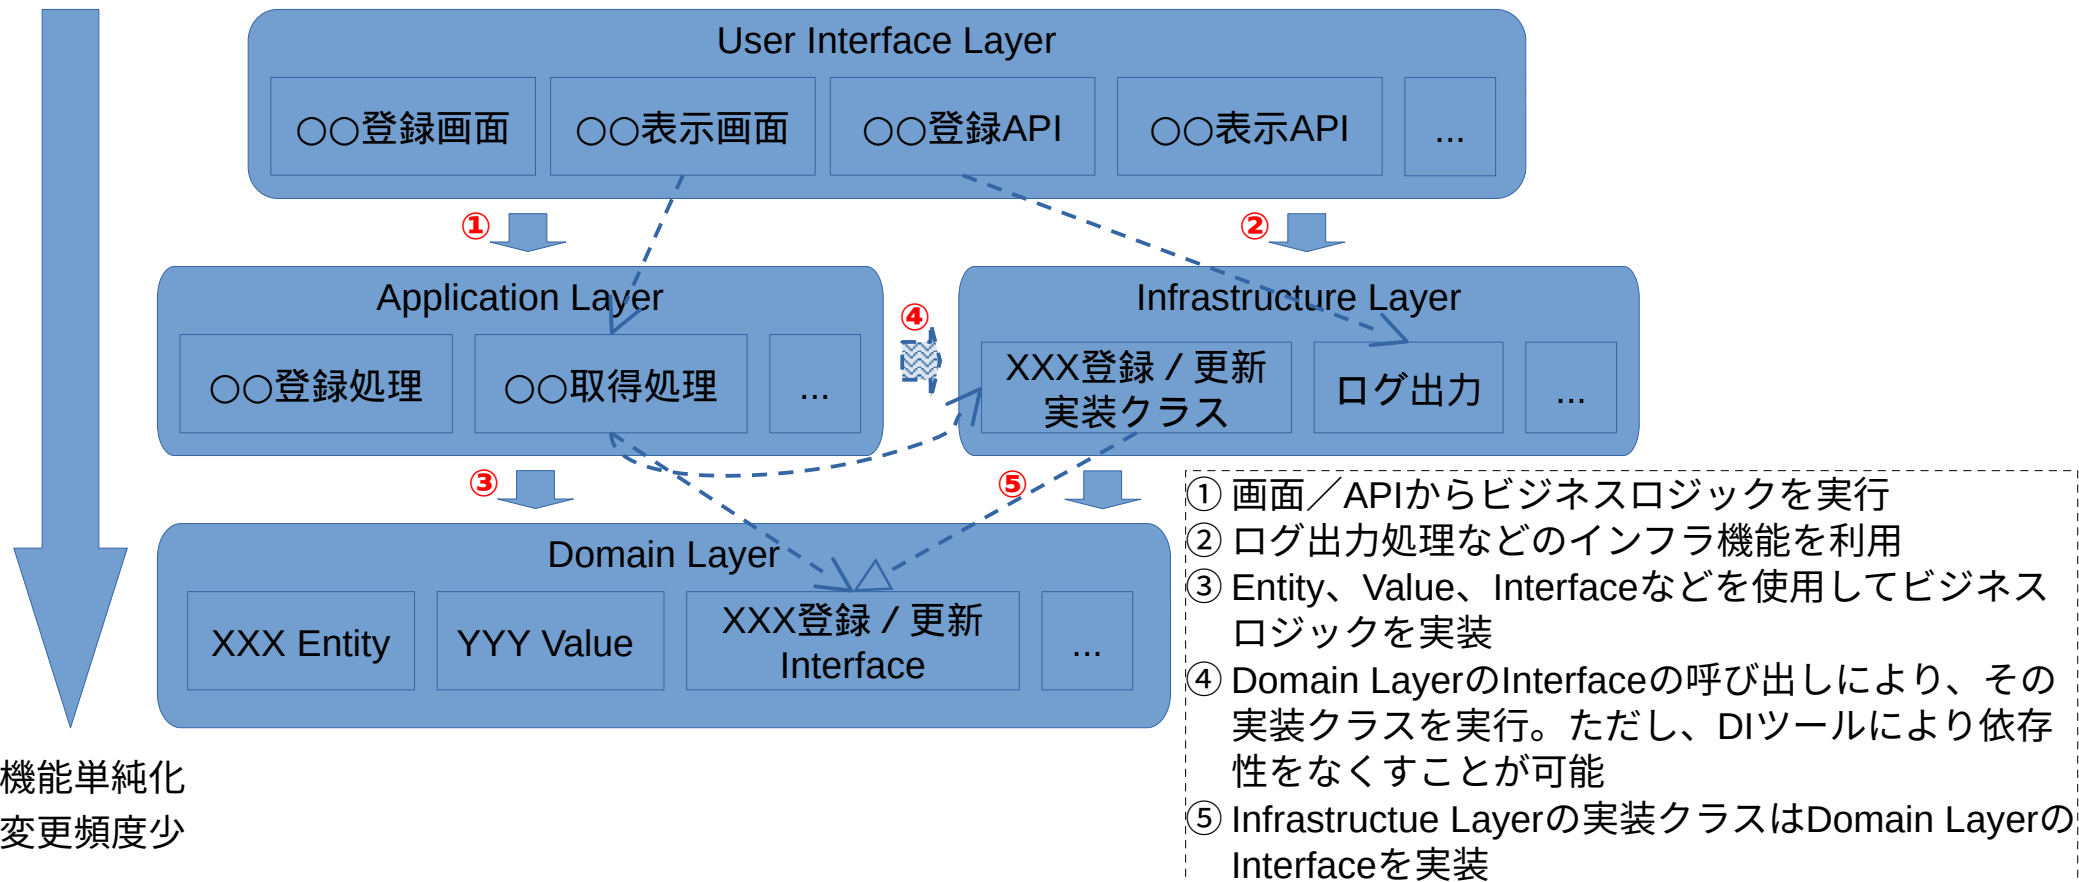 User Interface Layer
○○登録画面
○○表示画面
○○登録API
○○表示API
...
①
②
Application Layer
○○登録処理
○○取得処理
...
④
Infrastructure Layer
XXX登録 / 更新
実装クラス
ログ出力
...
③
⑤
Domain Layer
XXX Entity
YYY Value
XXX登録 / 更新
Interface
...
① 画面／APIからビジネスロジックを実行
② ログ出力処理などのインフラ機能を利用
③ Entity、Value、Interfaceなどを使用してビジネス
ロジックを実装
④ Domain LayerのInterfaceの呼び出しにより、その
実装クラスを実行。ただし、DIツールにより依存
性をなくすことが可能
⑤ Infrastructue Layerの実装クラスはDomain Layerの
Interfaceを実装
機能単純化
変更頻度少